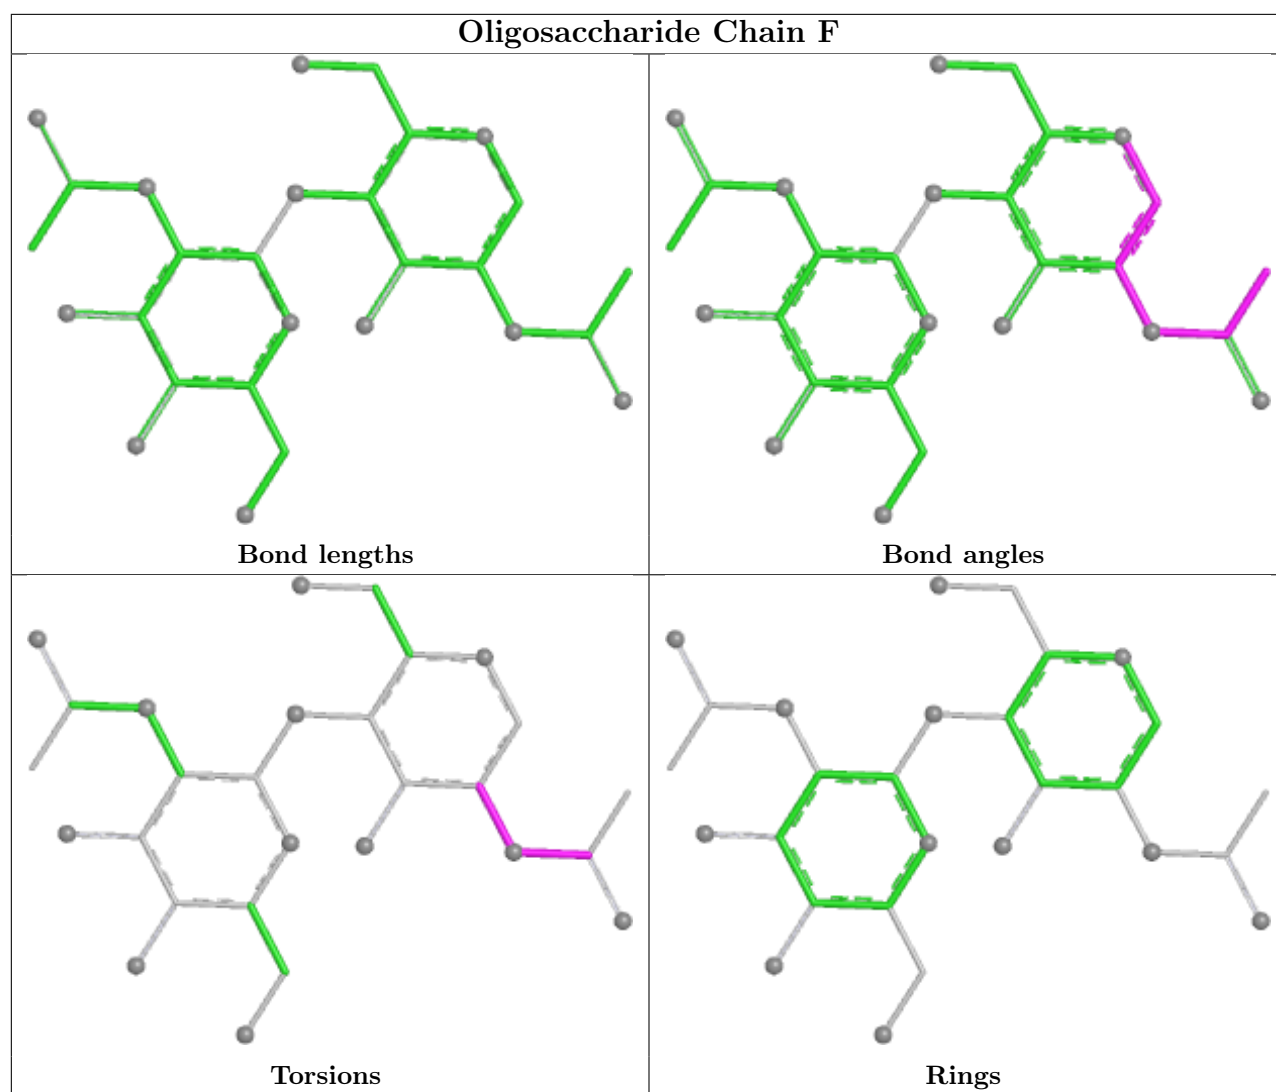 Oligosaccharide Chain F
Bond lengths
Bond angles
Torsions
Rings